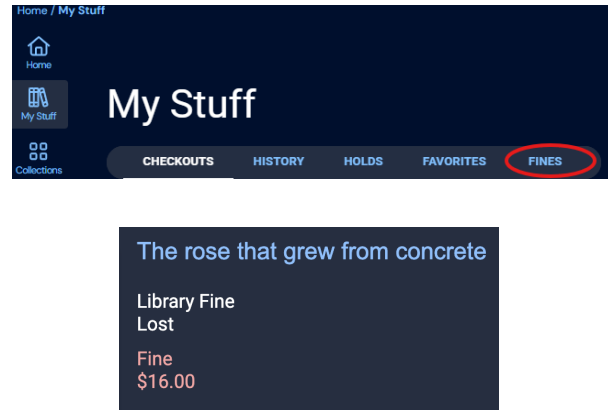 Home / My Stuff
Home
My Stuff
My Stuff
Collections
CHECKOUTS HISTORY HOLDS FAVORITES FINES
The rose that grew from concrete
Library Fine
Lost
Fine
$16.00